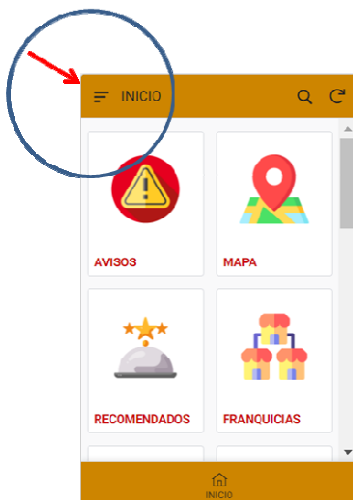 INICIO
AVISOS
MAPA
RECOMENDADOS
FRANQUICIAS
INICIO